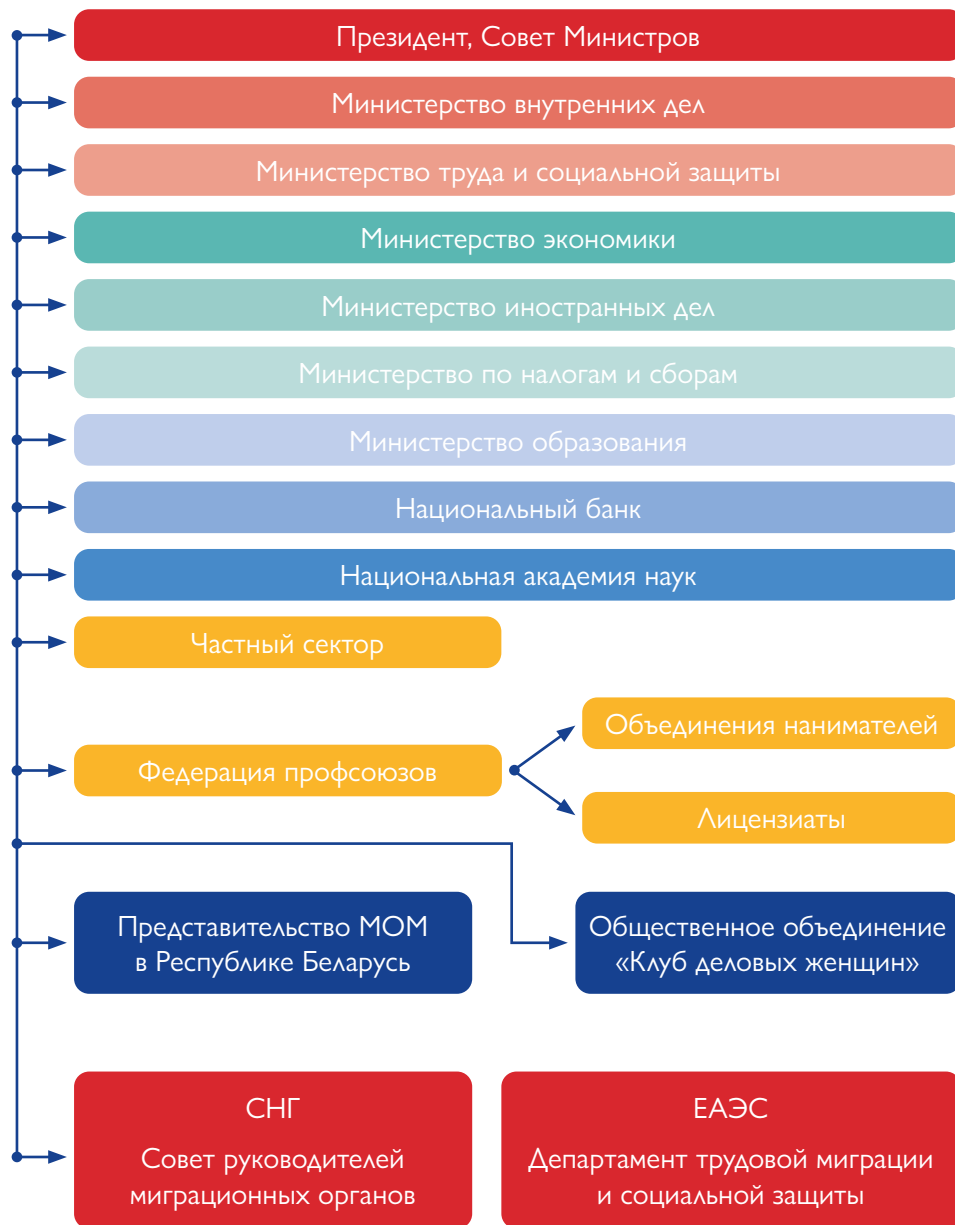 Президент, Совет Министров
Министерство внутренних дел
Министерство труда и социальной защиты
Министерство экономики
Министерство иностранных дел
Министерство по налогам и сборам
Министерство образования
Национальный банк
Национальная академия наук
Частный сектор
Федерация профсоюзов
Объединения нанимателей
Лицензиаты
Представительство МОМ
в Республике Беларусь
Общественное объединение
«Клуб деловых женщин»
СНГ
Совет руководителей
миграционных органов
ЕАЭС
Департамент трудовой миграции
и социальной защиты